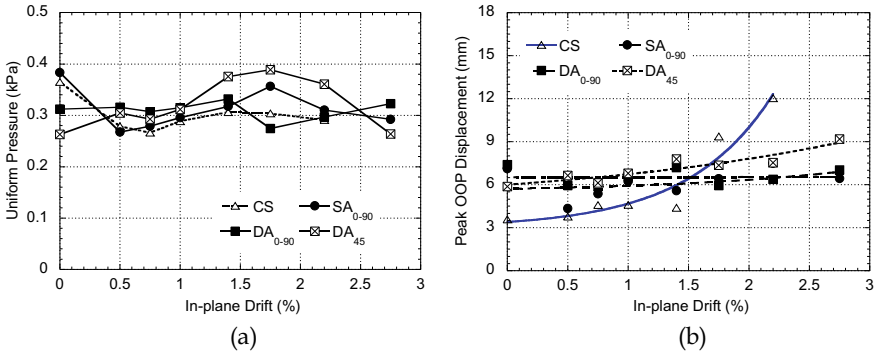 0.5
0.4
0.3
0.2
0.1
0
Uniform Pressure (kPa)
CS
SA0-90
DA0-90
DA45
0 0.5 1.0 1.5 2 2.5 3
In-plane Drift (%)
(a)
18
15
12
9
6
3
0
Peak OOP Displacement (mm)
CS
SA0-90
DA0-90
DA45
0 0.5 1.0 1.5 2 2.5 3
In-plane Drift (%)
(b)